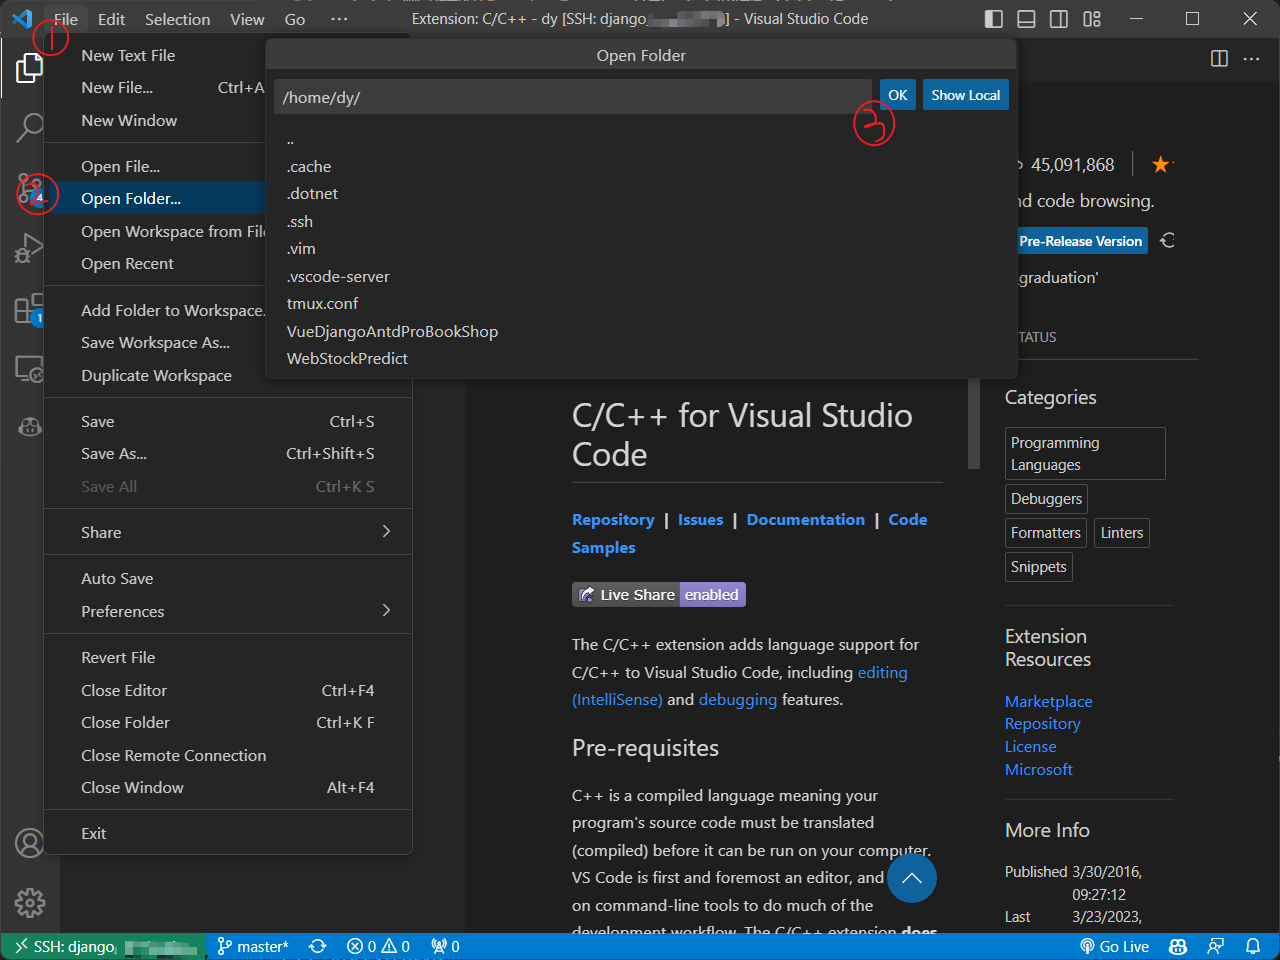 File Edit Selection View Go ··· Extension: C/C++ - dy [SSH: django ] - Visual Studio Code
1
New Text File
New File... Ctrl+A
New Window
Open File...
Open Folder...
Open Workspace from File
Open Recent
Add Folder to Workspace.
Save Workspace As...
Duplicate Workspace
Save Ctrl+S
Save As... Ctrl+Shift+S
Save All Ctrl+K S
Share
Auto Save
Preferences
Revert File
Close Editor Ctrl+F4
Close Folder Ctrl+K F
Close Remote Connection
Close Window Alt+F4
Exit
2
4
1
Open Folder
/home/dy/
OK
Show Local
3
..
.cache
.dotnet
.ssh
.vim
.vscode-server
tmux.conf
VueDjangoAntdProBookShop
WebStockPredict
45,091,868
nd code browsing.
Pre-Release Version
graduation'
TATUS
C/C++ for Visual Studio
Code
Repository | Issues | Documentation | Code
Samples
Live Share enabled
The C/C++ extension adds language support for
C/C++ to Visual Studio Code, including editing
(IntelliSense) and debugging features.
Pre-requisites
C++ is a compiled language meaning your
program's source code must be translated
(compiled) before it can be run on your computer.
VS Code is first and foremost an editor, and
on command-line tools to do much of the
development workflow. The C/C++ extension does
Categories
Programming
Languages
Debuggers
Formatters
Linters
Snippets
Extension
Resources
Marketplace
Repository
License
Microsoft
More Info
Published 3/30/2016,
09:27:12
Last 3/23/2023,
SSH: django master* 0 0 0 Go Live